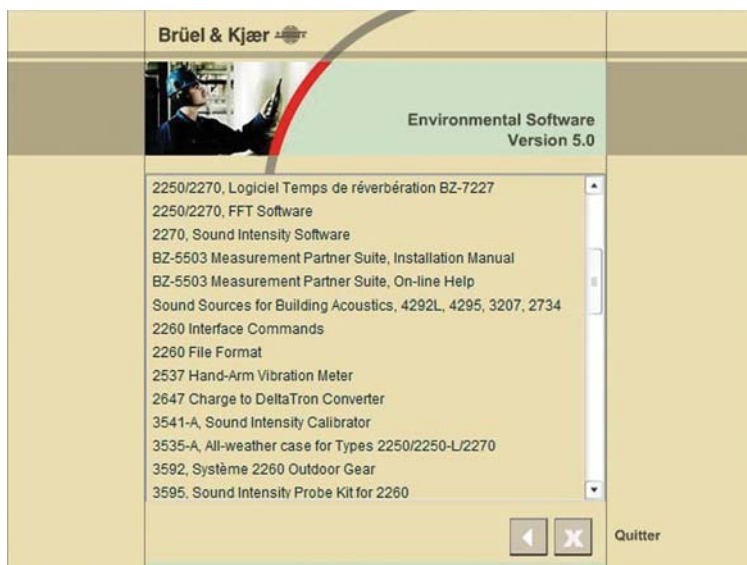 Brüel & Kjær
Environmental Software
Version 5.0
2250/2270, Logiciel Temps de réverbération BZ-7227
2250/2270, FFT Software
2270, Sound Intensity Software
BZ-5503 Measurement Partner Suite, Installation Manual
BZ-5503 Measurement Partner Suite, On-line Help
Sound Sources for Building Acoustics, 4292L, 4295, 3207, 2734
2260 Interface Commands
2260 File Format
2537 Hand-Arm Vibration Meter
2647 Charge to DeltaTron Converter
3541-A, Sound Intensity Calibrator
3535-A, All-weather case for Types 2250/2250-L/2270
3592, Système 2260 Outdoor Gear
3595, Sound Intensity Probe Kit for 2260
Quitter